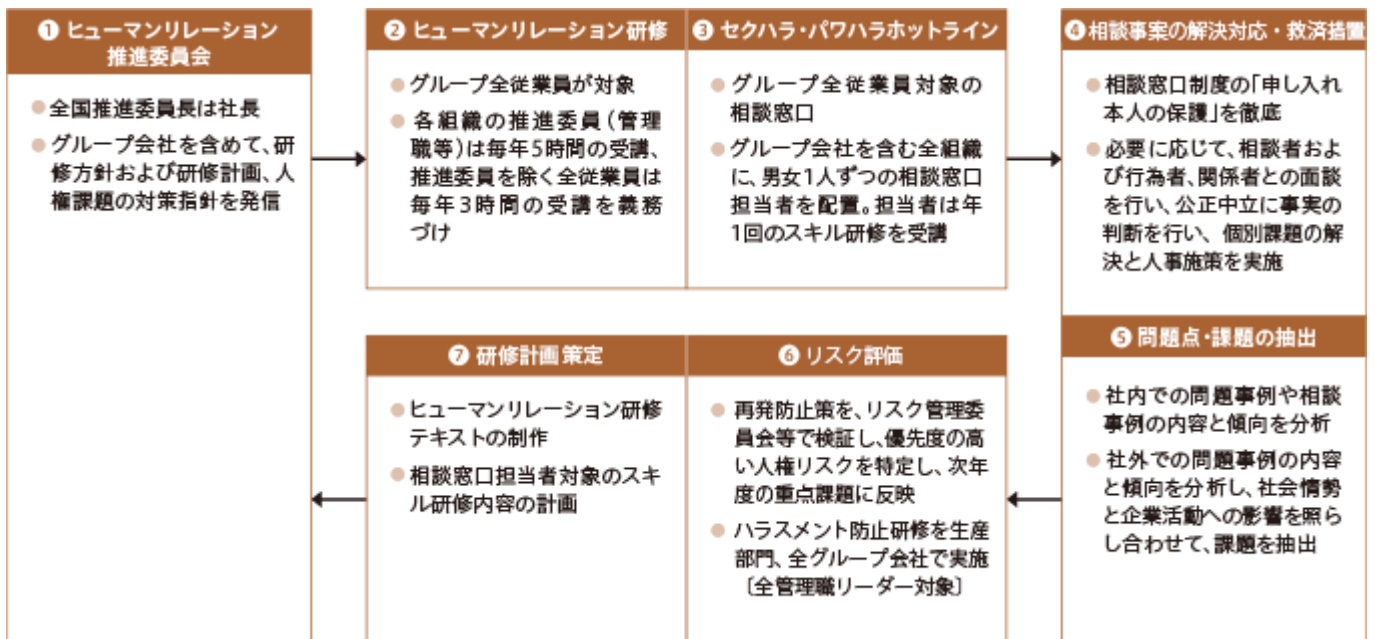 ❶ ヒューマンリレーション
推進委員会
●全国推進委員長は社長
●グループ会社を含めて、研
修方針および研修計画、人
権課題の対策指針を発信
❷ ヒューマンリレーション研修
●グループ全従業員が対象
●各組織の推進委員(管理
職等)は毎年5時間の受講、
推進委員を除く全従業員は
毎年3時間の受講を義務
づけ
❸ セクハラ・パワハラホットライン
●グループ全従業員対象の
相談窓口
●グループ会社を含む全組織
に、男女1人ずつの相談窓口
担当者を配置。担当者は年
1回のスキル研修を受講
❹相談事案の解決対応・救済措置
●相談窓口制度の「申し入れ
本人の保護」を徹底
●必要に応じて、相談者およ
び行為者、関係者との面談
を行い、公正中立に事実の
判断を行い、個別課題の解
決と人事施策を実施
❺ 問題点・課題の抽出
●社内での問題事例や相談
事例の内容と傾向を分析
●社外での問題事例の内容
と傾向を分析し、社会情勢
と企業活動への影響を照ら
し合わせて、課題を抽出
❻ リスク評価
●再発防止策を、リスク管理委
員会等で検証し、優先度の高
い人権リスクを特定し、次年
度の重点課題に反映
●ハラスメント防止研修を生産
部門、全グループ会社で実施
〔全管理職リーダー対象〕
❼ 研修計画策定
●ヒューマンリレーション研修
テキストの制作
●相談窓口担当者対象のスキ
ル研修内容の計画